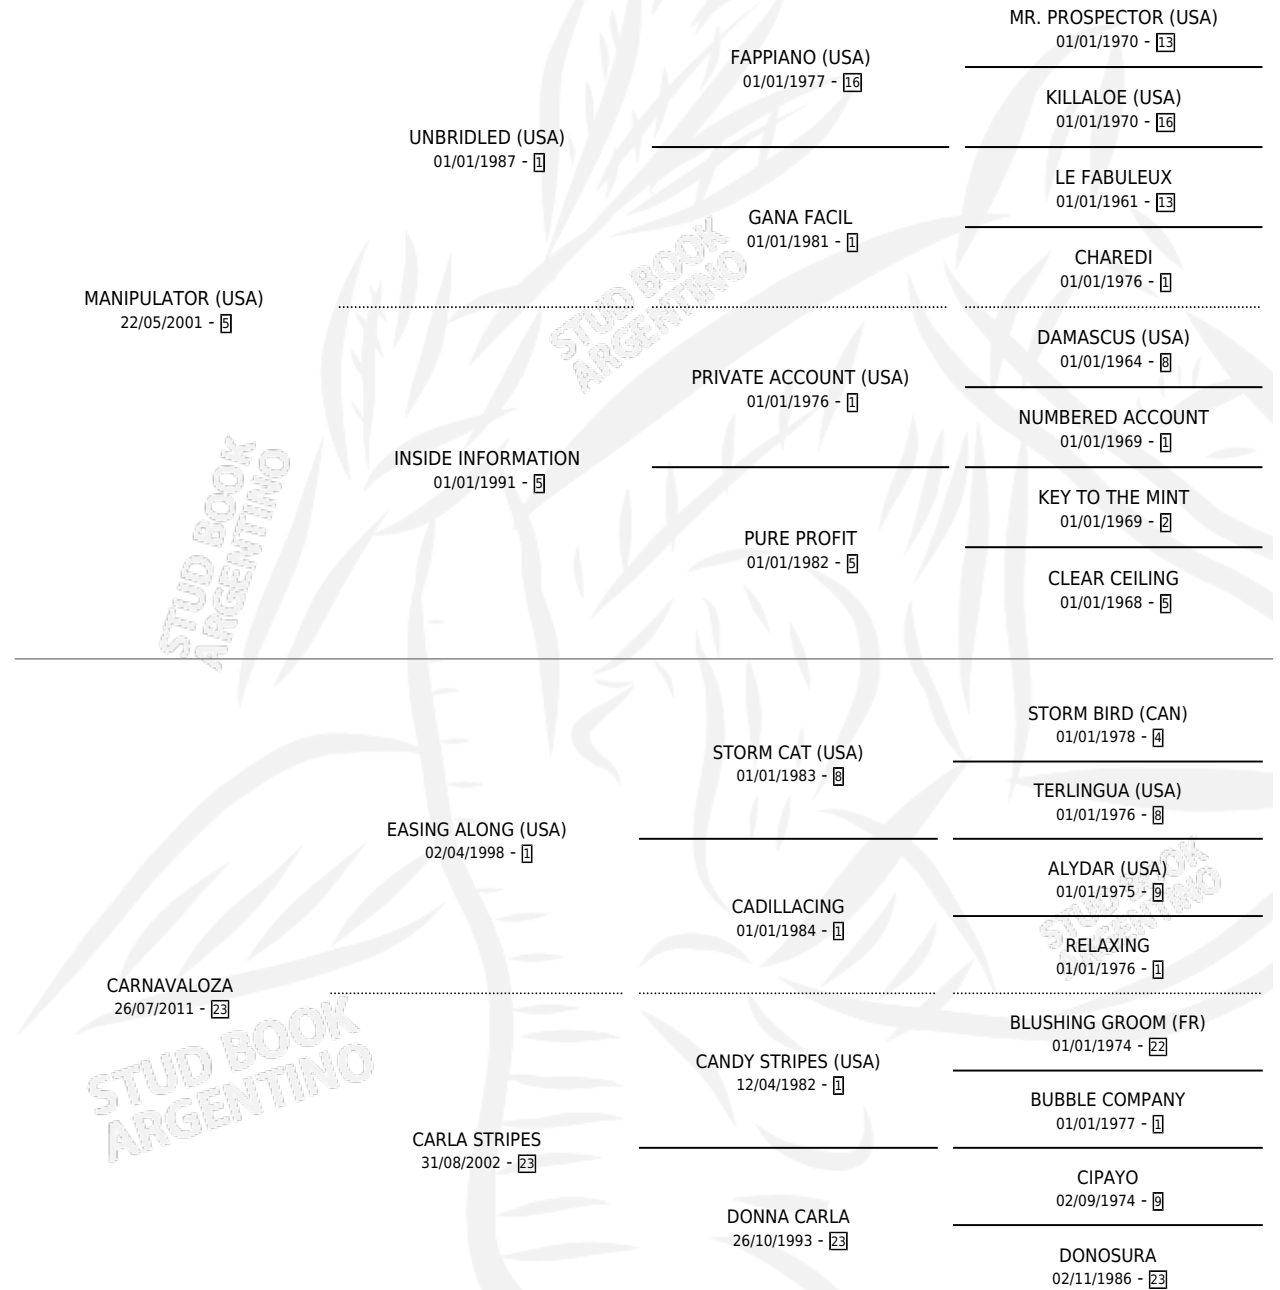 MR. PROSPECTOR (USA)
01/01/1970 - 13
FAPPIANO (USA)
01/01/1977 - 16
KILLALOE (USA)
01/01/1970 - 16
UNBRIDLED (USA)
01/01/1987 - 1
LE FABULEUX
01/01/1961 - 13
GANA FACIL
01/01/1981 - 1
CHAREDI
01/01/1976 - 1
MANIPULATOR (USA)
22/05/2001 - 5
DAMASCUS (USA)
01/01/1964 - 8
PRIVATE ACCOUNT (USA)
01/01/1976 - 1
NUMBERED ACCOUNT
01/01/1969 - 1
INSIDE INFORMATION
01/01/1991 - 5
KEY TO THE MINT
01/01/1969 - 2
PURE PROFIT
01/01/1982 - 5
CLEAR CEILING
01/01/1968 - 5
STORM BIRD (CAN)
01/01/1978 - 4
STORM CAT (USA)
01/01/1983 - 8
TERLINGUA (USA)
01/01/1976 - 8
EASING ALONG (USA)
02/04/1998 - 1
ALYDAR (USA)
01/01/1975 - 9
CADILLACING
01/01/1984 - 1
RELAXING
01/01/1976 - 1
CARNAVALOZA
26/07/2011 - 23
BLUSHING GROOM (FR)
01/01/1974 - 22
CANDY STRIPES (USA)
12/04/1982 - 1
BUBBLE COMPANY
01/01/1977 - 1
CARLA STRIPES
31/08/2002 - 23
CIPAYO
02/09/1974 - 9
DONNA CARLA
26/10/1993 - 23
DONOSURA
02/11/1986 - 23
STUD BOOK
ARGENTINO
STUD BOOK
ARGENTINO
STUD BOOK
ARGENTINO
STUD BOOK
ARGENTINO